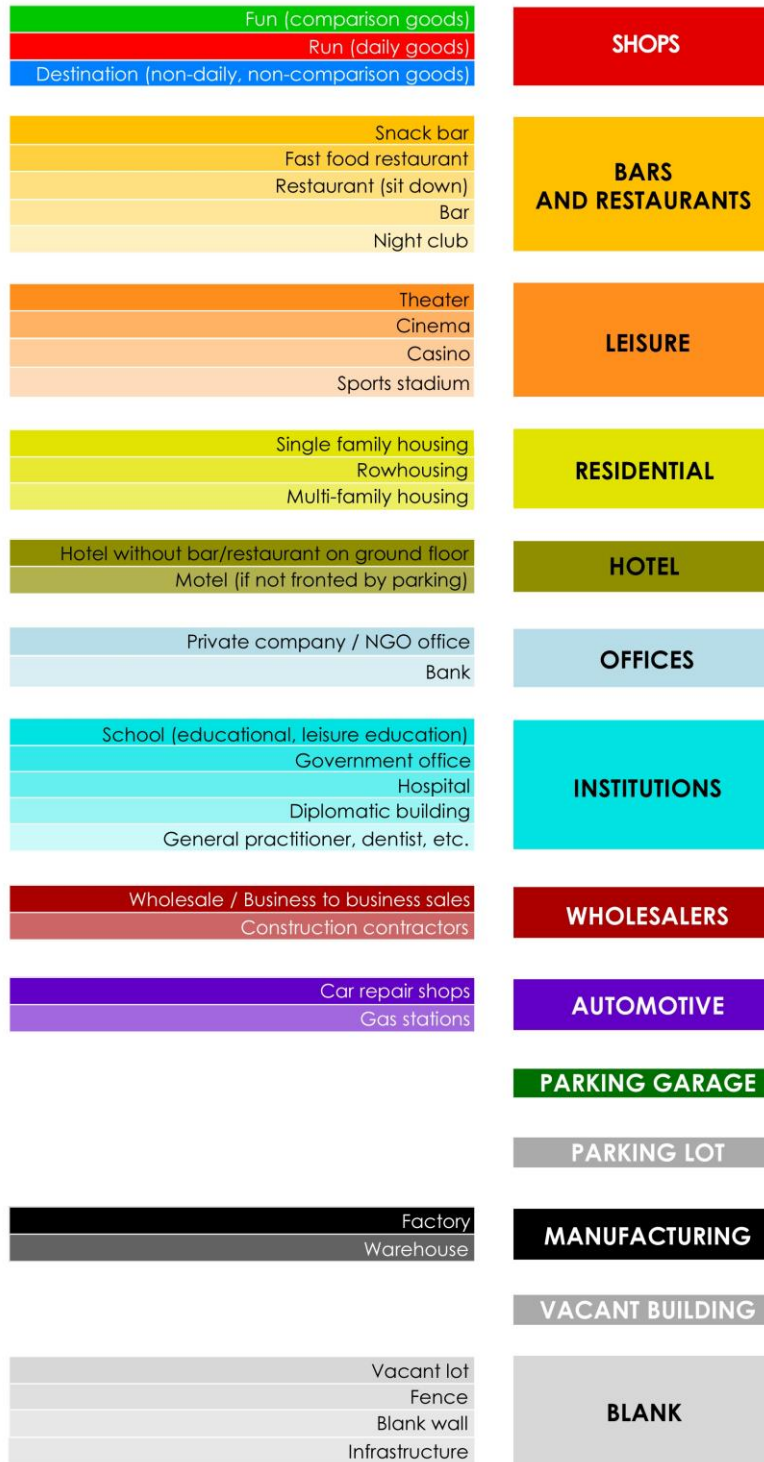 Fun (comparison goods)
Run (daily goods)
Destination (non-daily, non-comparison goods)
SHOPS
Snack bar
Fast food restaurant
Restaurant (sit down)
Bar
Night club
BARS
AND RESTAURANTS
Theater
Cinema
Casino
Sports stadium
LEISURE
Single family housing
Rowhousing
Multi-family housing
RESIDENTIAL
Hotel without bar/restaurant on ground floor
Motel (if not fronted by parking)
HOTEL
Private company / NGO office
Bank
OFFICES
School (educational, leisure education)
Government office
Hospital
Diplomatic building
General practitioner, dentist, etc.
INSTITUTIONS
Wholesale / Business to business sales
Construction contractors
WHOLESALERS
Car repair shops
Gas stations
AUTOMOTIVE
PARKING GARAGE
PARKING LOT
Factory
Warehouse
MANUFACTURING
VACANT BUILDING
Vacant lot
Fence
Blank wall
Infrastructure
BLANK